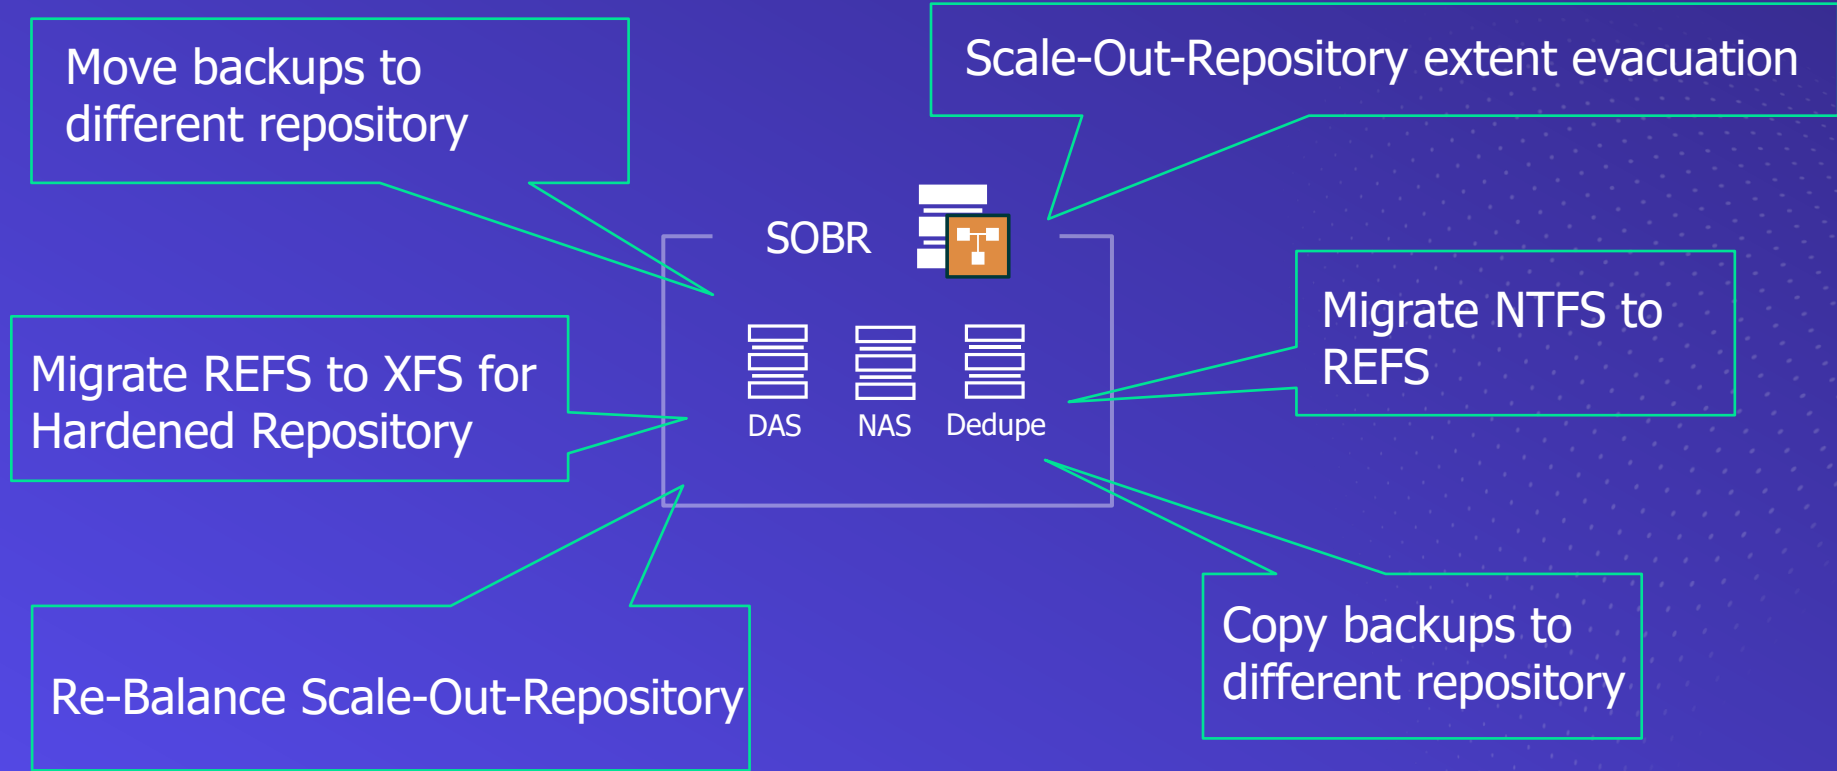 Move backups to
different repository
Scale-Out-Repository extent evacuation
SOBR
Migrate REFS to XFS for
Hardened Repository
DAS
NAS
Dedupe
Migrate NTFS to
REFS
Re-Balance Scale-Out-Repository
Copy backups to
different repository